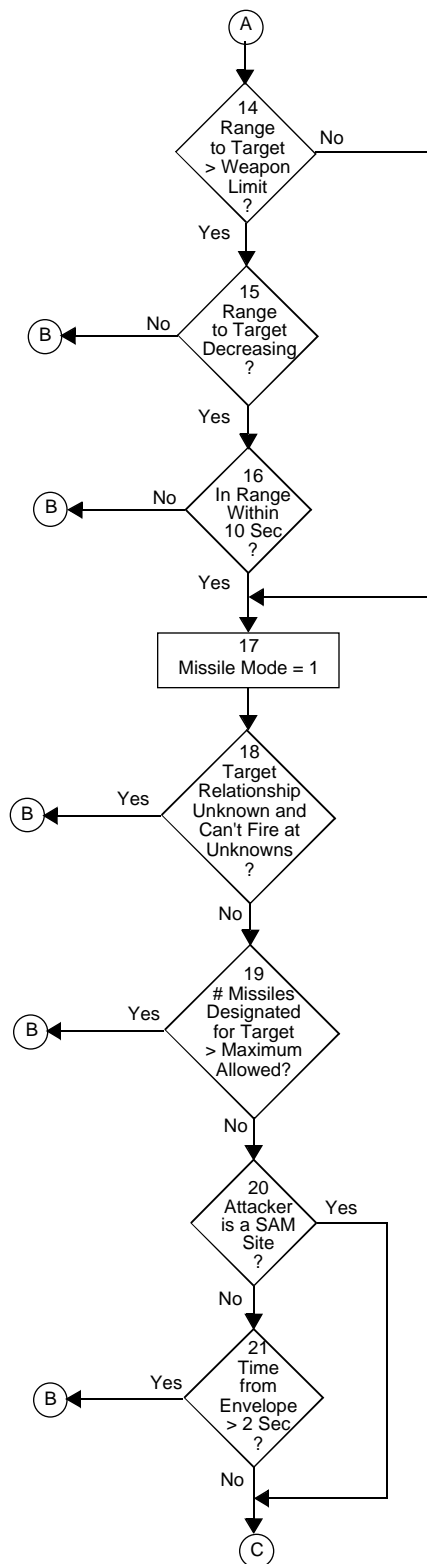 A
14
Range
to Target
> Weapon
Limit
?
No
Yes
15
Range
to Target
Decreasing
?
No
B
Yes
16
In Range
Within
10 Sec
?
No
B
Yes
17
Missile Mode = 1
18
Target
Relationship
Unknown and
Can't Fire at
Unknowns
?
Yes
B
No
19
# Missiles
Designated
for Target
> Maximum
Allowed?
Yes
B
No
20
Attacker
is a SAM
Site
?
Yes
No
21
Time
from
Envelope
> 2 Sec
?
Yes
B
No
C